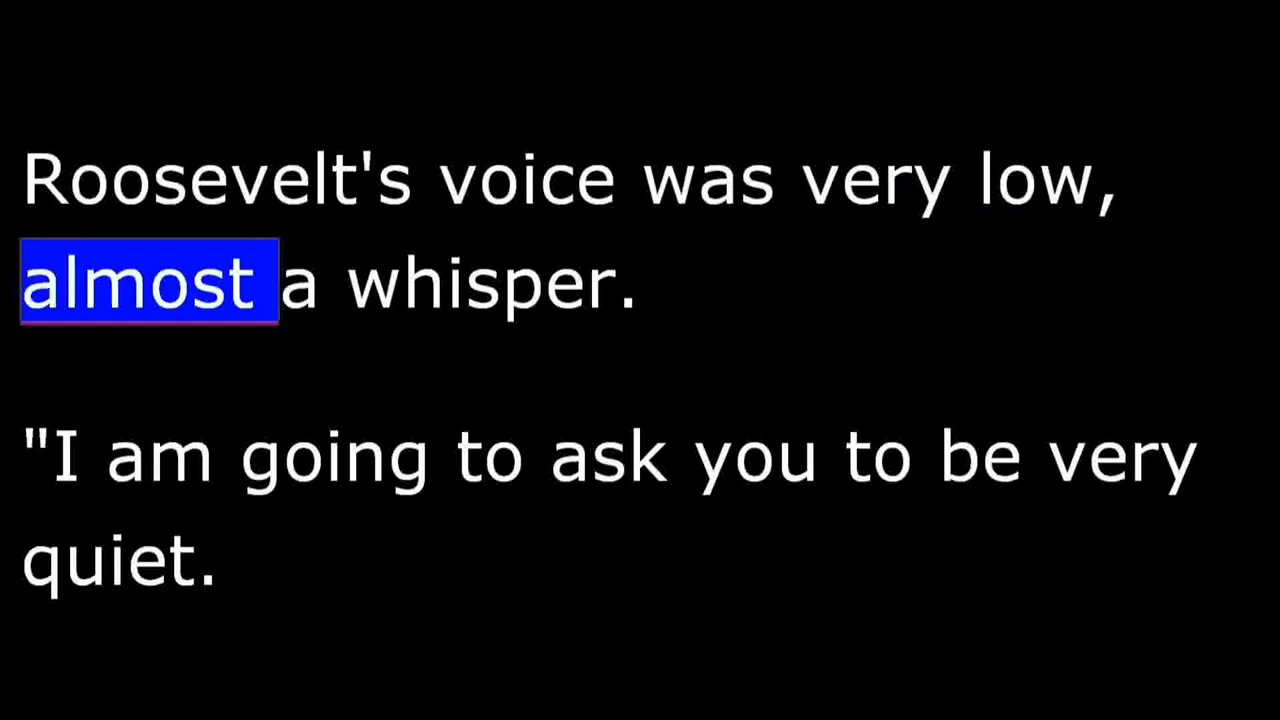 Roosevelt's voice was very low,
almost a whisper.
"I am going to ask you to be very
quiet.